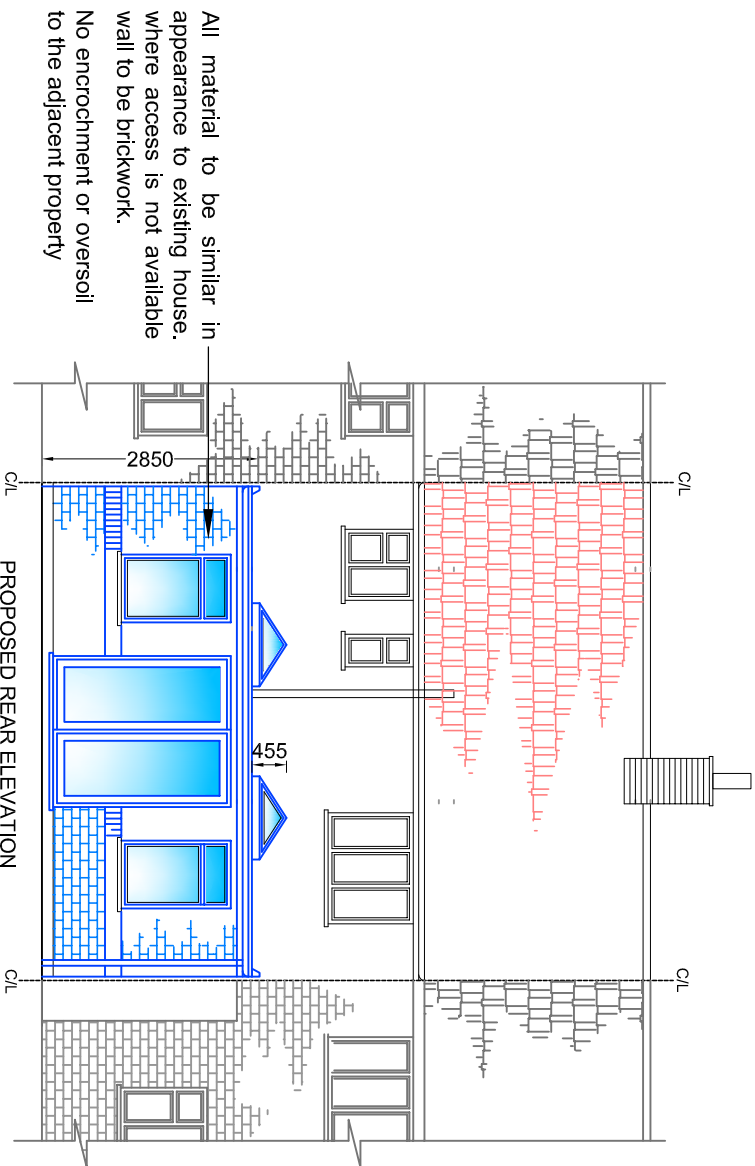 All material to be similar in
appearance to existing house.
where access is not available
wall to be brickwork.
No encrochment or oversoil
to the adjacent property
C/L
C/L
2850
455
C/L
C/L
PROPOSED REAR ELEVATION